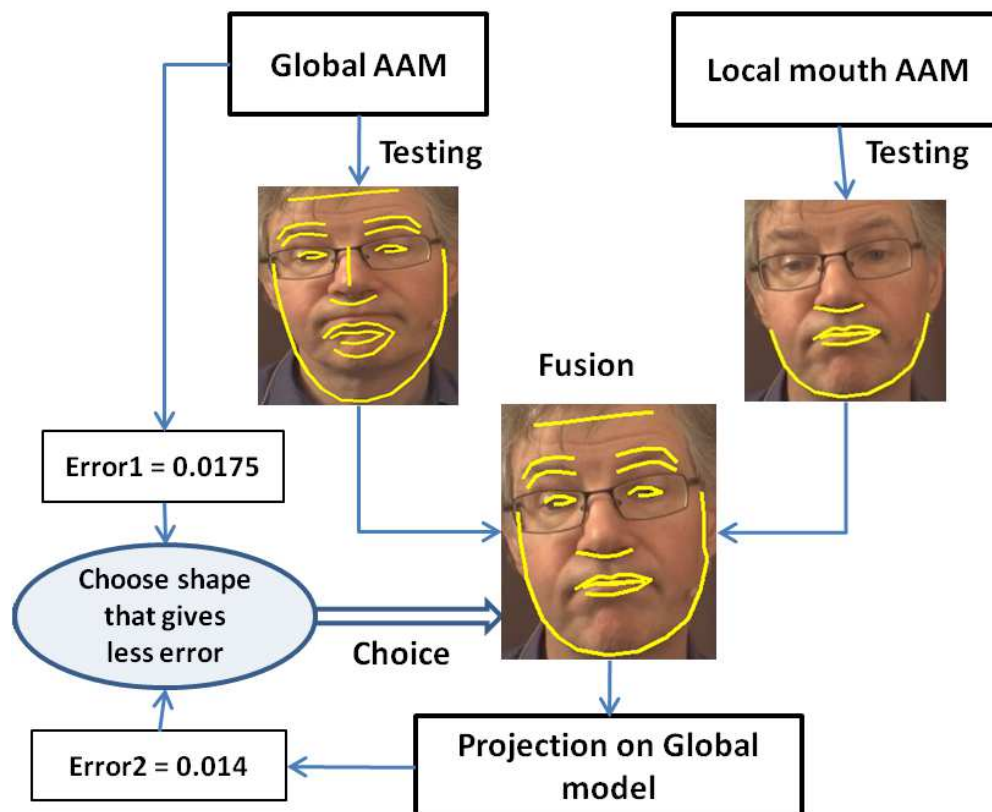 Global AAM
Local mouth AAM
Testing
Testing
Fusion
Error1 = 0.0175
Choose shape
that gives
less error
Choice
Error2 = 0.014
Projection on Global
model